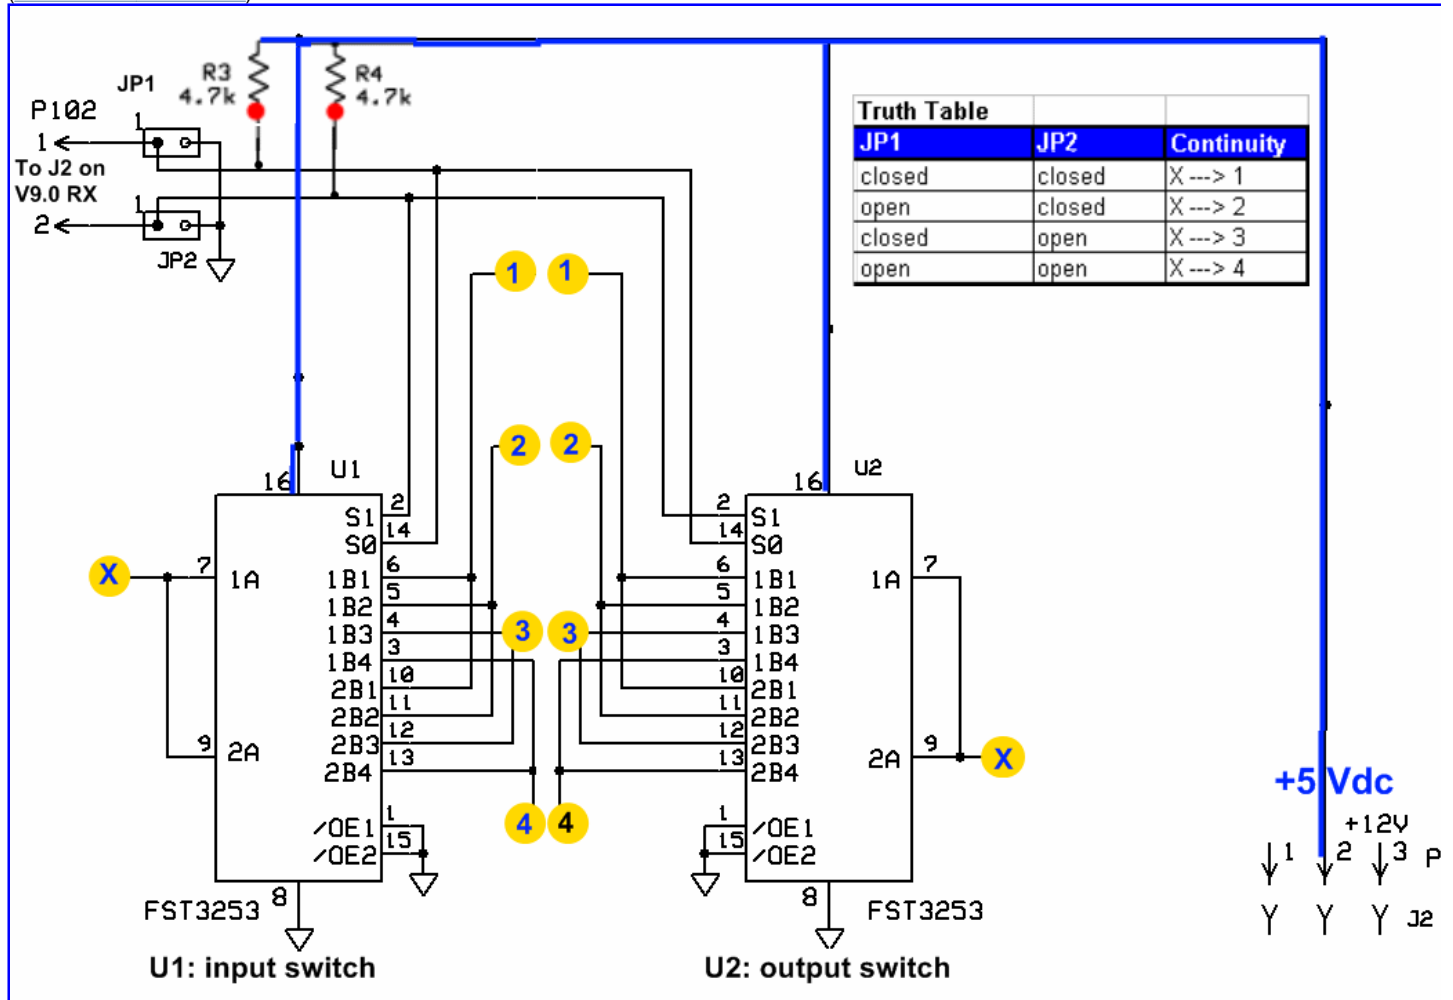 JP1
R3
4.7k
R4
4.7k
P102
1
1
To J2 on
V9.0 RX
1
2
JP2
Truth Table
JP1 JP2 Continuity
closed closed X ---> 1
open closed X ---> 2
closed open X ---> 3
open open X ---> 4
1 1
2 2
3 3
4 4
16 U1
2
S1
14
S0
X 7
1A
6
1B1
5
1B2
4
1B3
3
1B4
10
2B1
11
2B2
12
2B3
13
2B4
9
2A
1
/OE1
15
/OE2
8
FST3253
U1: input switch
16 U2
2
S1
14
S0
6
1B1
5
1B2
4
1B3
3
1B4
10
2B1
11
2B2
12
2B3
13
2B4
1
/OE1
15
/OE2
7
1A
9
2A
X
8
FST3253
U2: output switch
+5 Vdc
+12V
1 2 3 P
J2